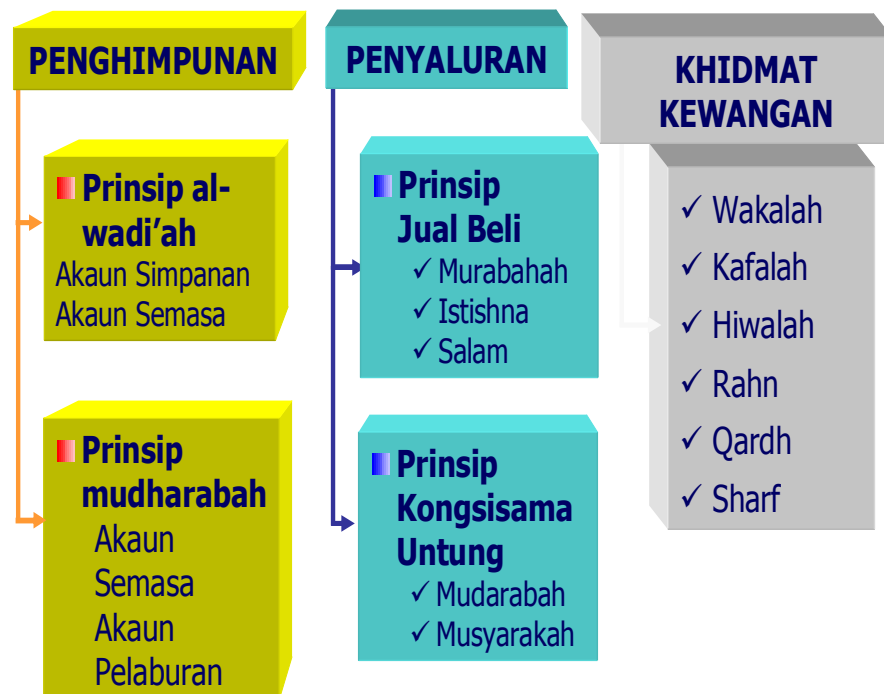 PENGHIMPUNAN
Prinsip al-
wadi’ah
Akaun Simpanan
Akaun Semasa
Prinsip
mudharabah
Akaun
Semasa
Akaun
Pelaburan
PENYALURAN
Prinsip
Jual Beli
✓ Murabahah
✓ Istishna
✓ Salam
Prinsip
Kongsisama
Untung
✓ Mudarabah
✓ Musyarakah
KHIDMAT
KEWANGAN
✓ Wakalah
✓ Kafalah
✓ Hiwalah
✓ Rahn
✓ Qardh
✓ Sharf